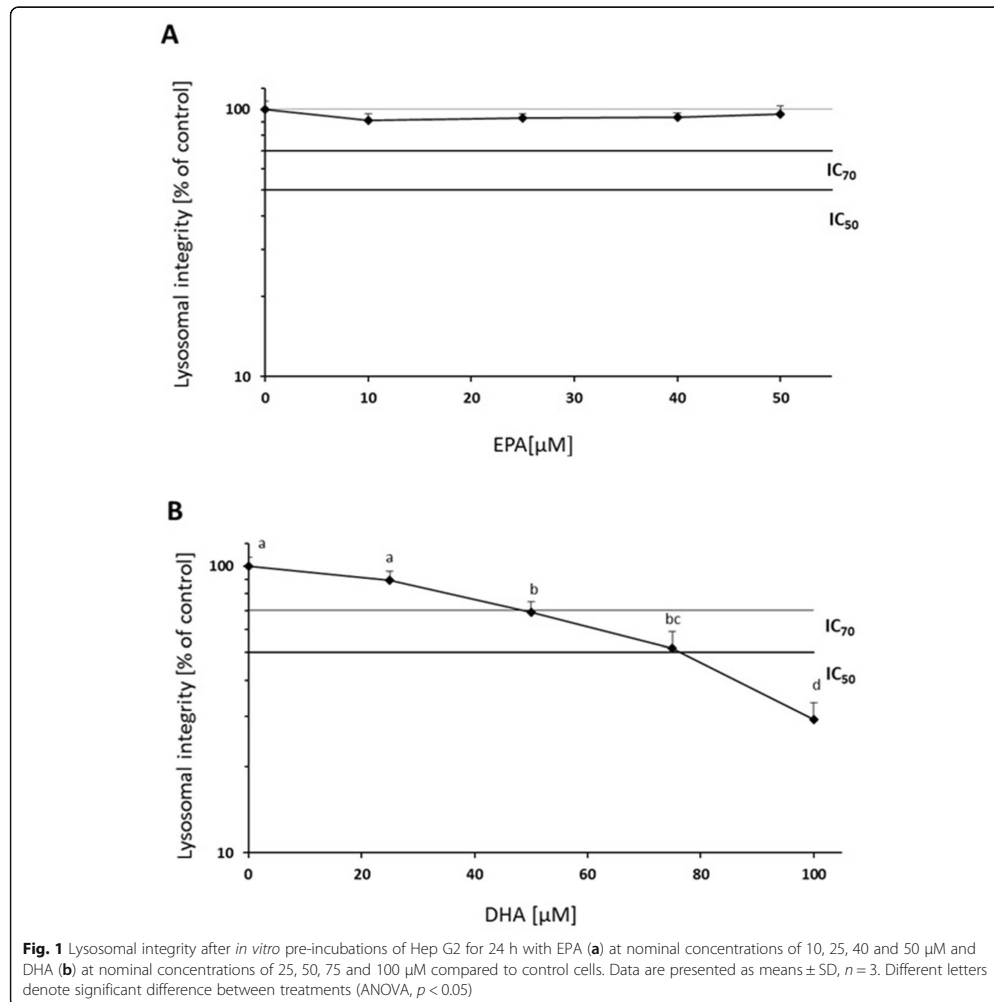 A
Lysosomal integrity [% of control]
100
IC70
IC50
10
0 10 20 30 40 50
EPA[µM]
B
Lysosomal integrity [% of control]
a
a
100
b
bc
IC70
IC50
d
10
0 20 40 60 80 100
DHA [µM]
Fig. 1 Lysosomal integrity after in vitro pre-incubations of Hep G2 for 24 h with EPA (a) at nominal concentrations of 10, 25, 40 and 50 μM and
DHA (b) at nominal concentrations of 25, 50, 75 and 100 μM compared to control cells. Data are presented as means ± SD, n = 3. Different letters
denote significant difference between treatments (ANOVA, p < 0.05)